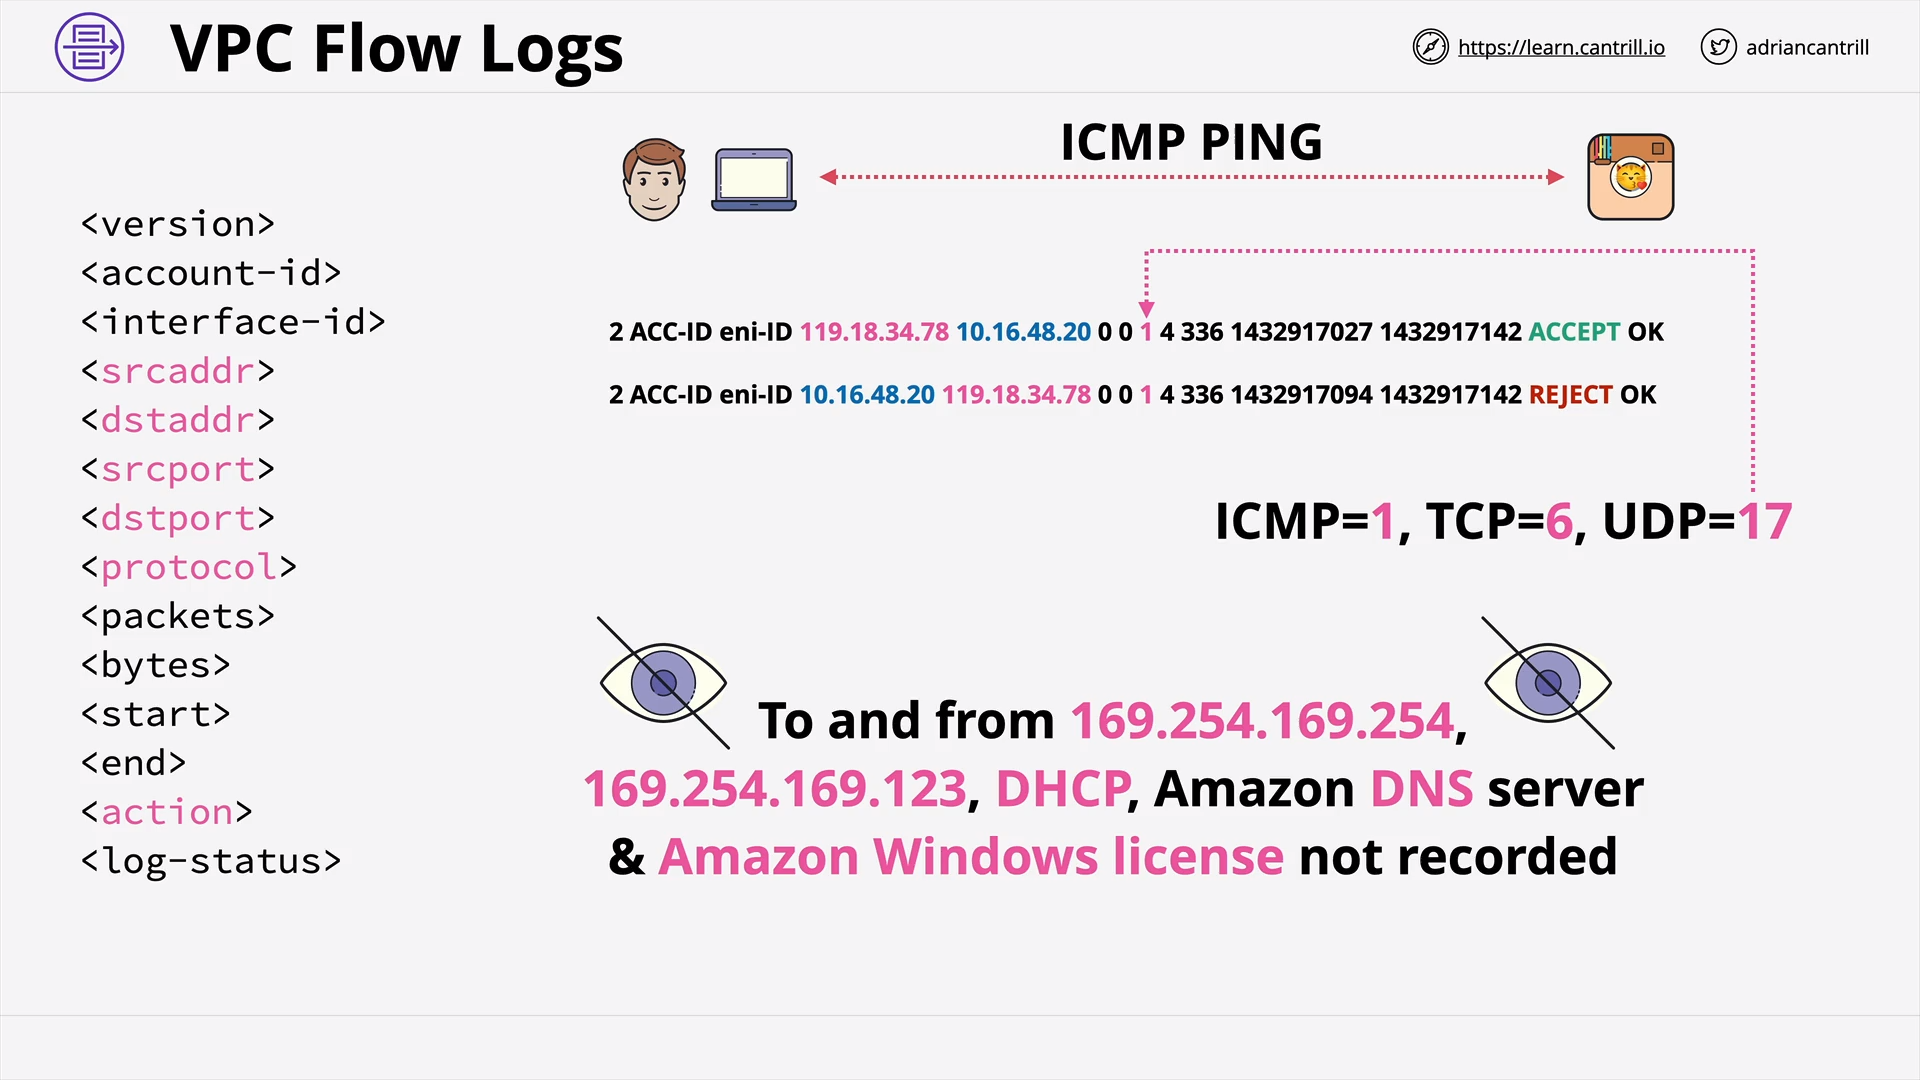 VPC Flow Logs
https://learn.cantrill.io
adriancantrill
ICMP PING
<version>
<account-id>
<interface-id>
<srcaddr>
<dstaddr>
<srcport>
<dstport>
<protocol>
<packets>
<bytes>
<start>
<end>
<action>
<log-status>
2 ACC-ID eni-ID 119.18.34.78 10.16.48.20 0 0 1 4 336 1432917027 1432917142 ACCEPT OK
2 ACC-ID eni-ID 10.16.48.20 119.18.34.78 0 0 1 4 336 1432917094 1432917142 REJECT OK
ICMP=1, TCP=6, UDP=17
To and from 169.254.169.254,
169.254.169.123, DHCP, Amazon DNS server
& Amazon Windows license not recorded